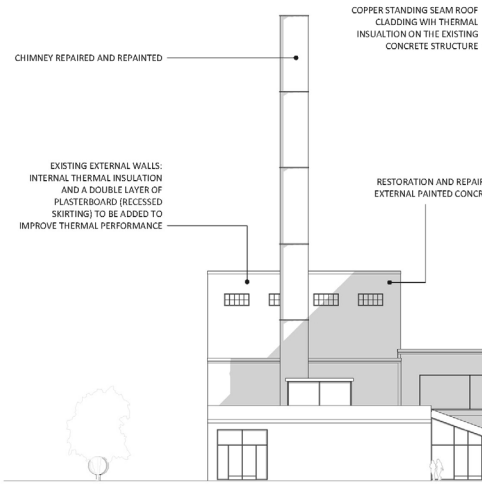 COPPER STANDING SEAM ROOF
CLADDING WIH THERMAL
INSUALTION ON THE EXISTING
CONCRETE STRUCTURE
CHIMNEY REPAIRED AND REPAINTED
EXISTING EXTERNAL WALLS:
INTERNAL THERMAL INSULATION
AND A DOUBLE LAYER OF
PLASTERBOARD (RECESSED
SKIRTING) TO BE ADDED TO
IMPROVE THERMAL PERFORMANCE
RESTORATION AND REPAIR
EXTERNAL PAINTED CONCR